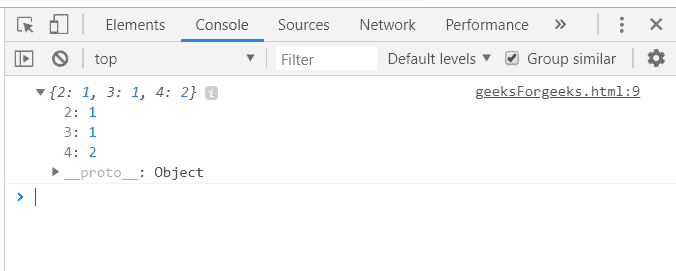 Elements Console Sources Network Performance »
top Filter Default levels Group similar
{2: 1, 3: 1, 4: 2} i geeksForgeeks.html:9
2: 1
3: 1
4: 2
__proto__: Object
>